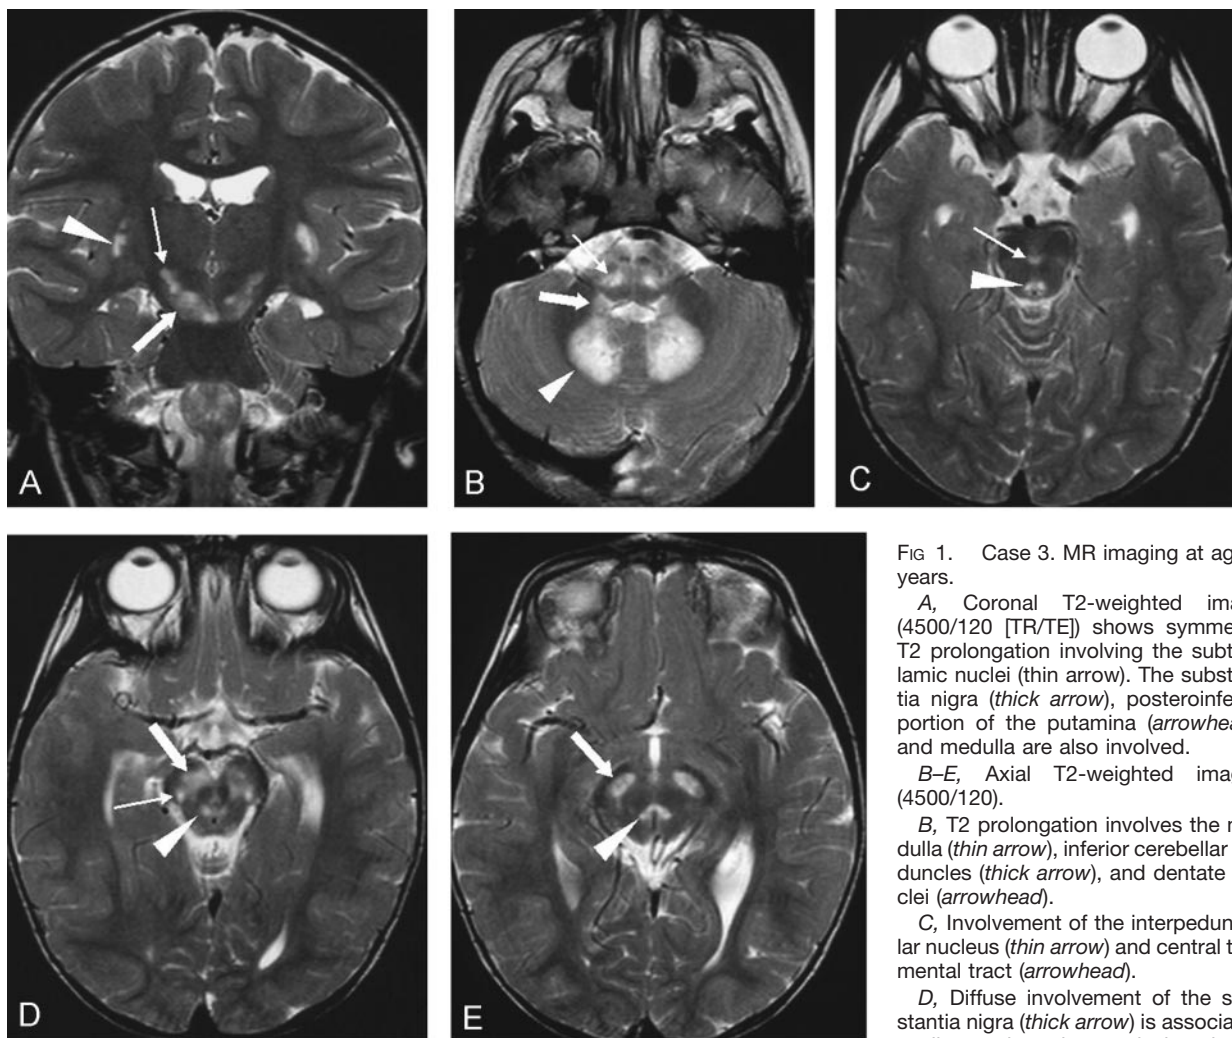 A
B
C
D
E
FIG 1. Case 3. MR imaging at ag
years.
A, Coronal T2-weighted ima
(4500/120 [TR/TE]) shows symme
T2 prolongation involving the subt
lamic nuclei (thin arrow). The subst
tia nigra (thick arrow), posteroinfe
portion of the putamina (arrowhea
and medulla are also involved.
B–E, Axial T2-weighted ima
(4500/120).
B, T2 prolongation involves the m
dulla (thin arrow), inferior cerebellar
duncles (thick arrow), and dentate
clei (arrowhead).
C, Involvement of the interpedun
lar nucleus (thin arrow) and central t
mental tract (arrowhead).
D, Diffuse involvement of the s
stantia nigra (thick arrow) is associa